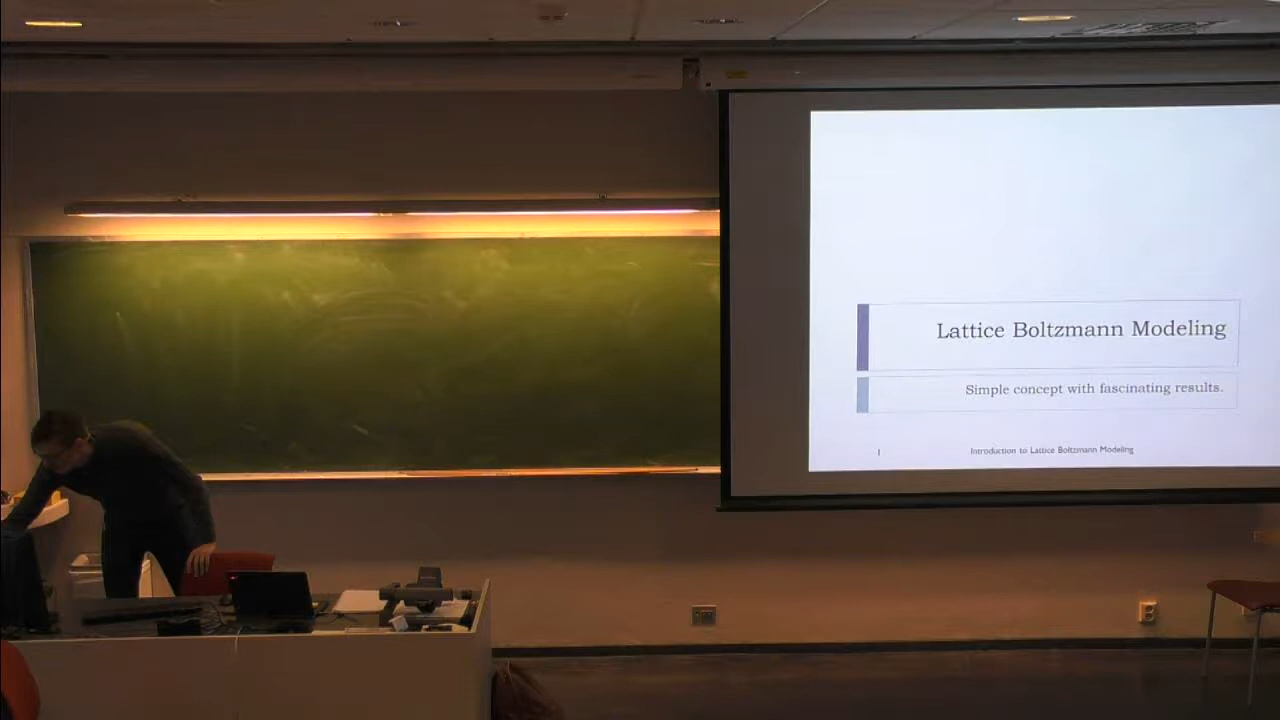 Lattice Boltzmann Modeling
Simple concept with fascinating results.
1
Introduction to Lattice Boltzmann Modeling